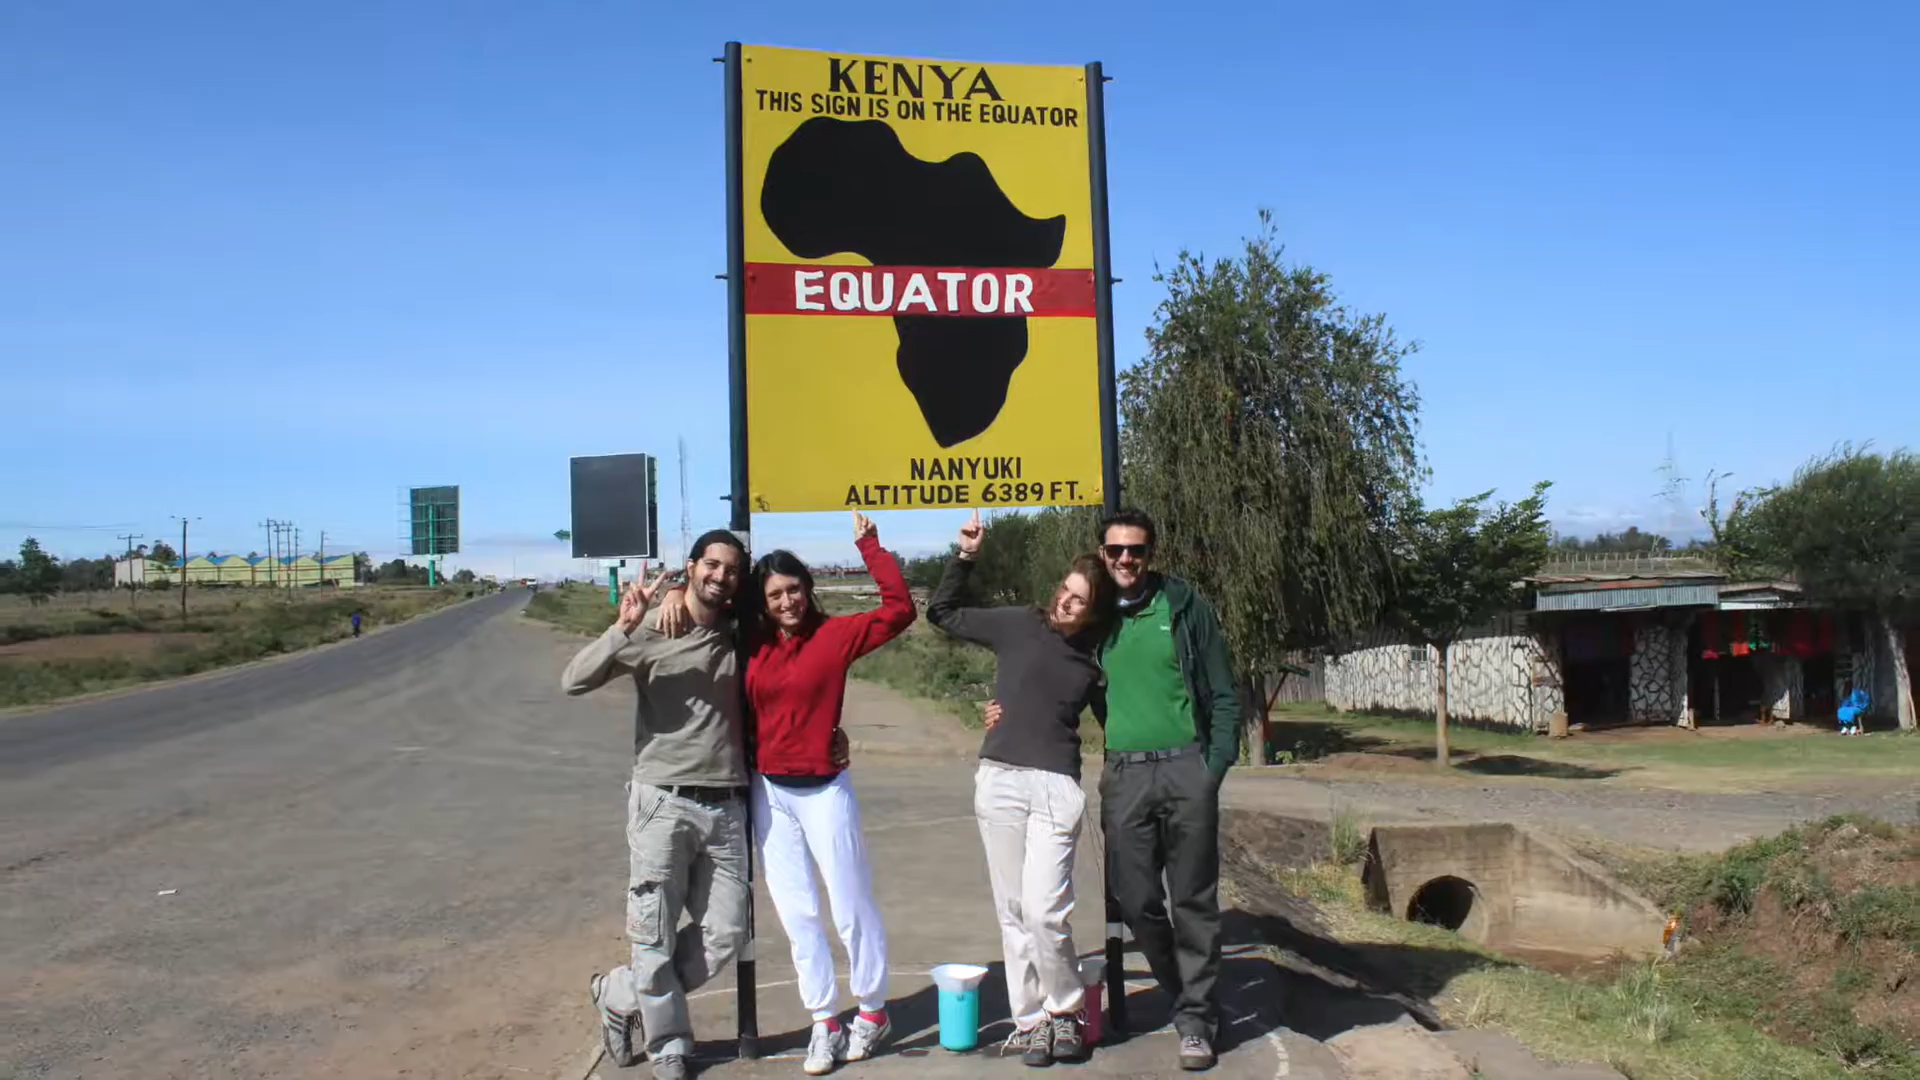 KENYA
THIS SIGN IS ON THE EQUATOR
EQUATOR
NANYUKI
ALTITUDE 6389 FT.